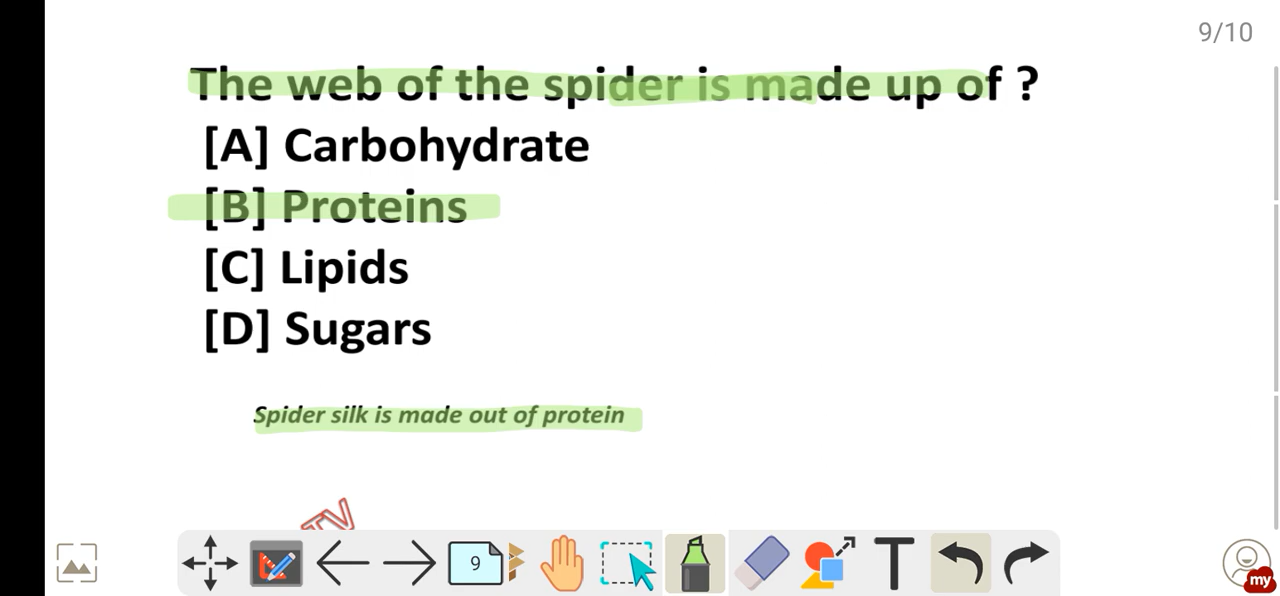 9/10
The web of the spider is made up of ?
[A] Carbohydrate
[B] Proteins
[C] Lipids
[D] Sugars
Spider silk is made out of protein
TV
9
T
my